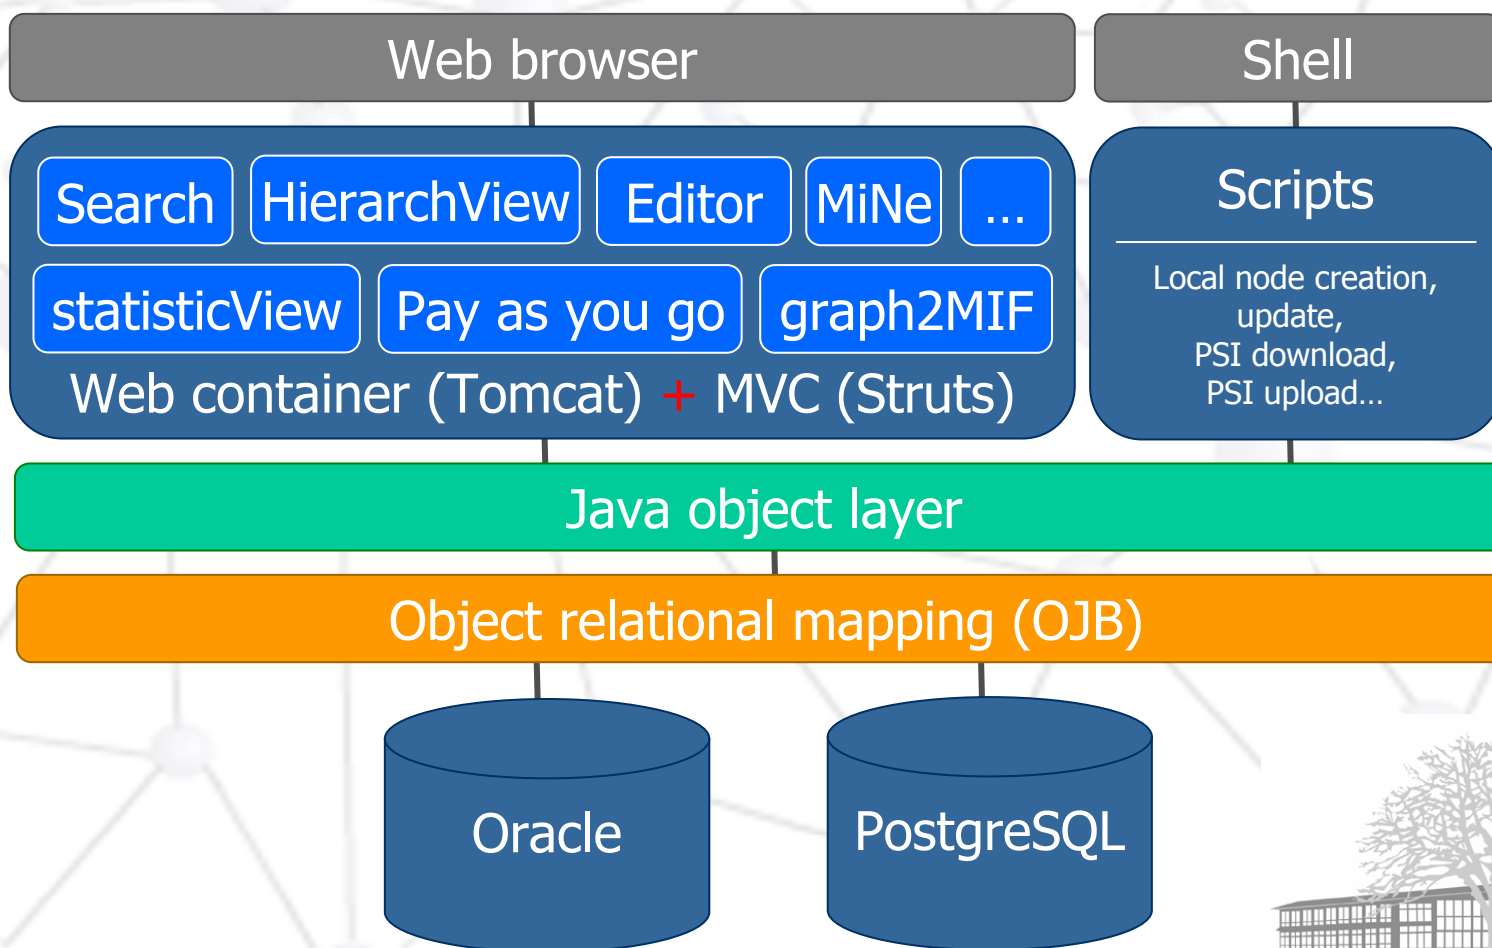 Web browser
Shell
Search
HierarchView
Editor
MiNe
...
statisticView
Pay as you go
graph2MIF
Web container (Tomcat) + MVC (Struts)
Scripts
Local node creation,
update,
PSI download,
PSI upload...
Java object layer
Object relational mapping (OJB)
Oracle
PostgreSQL